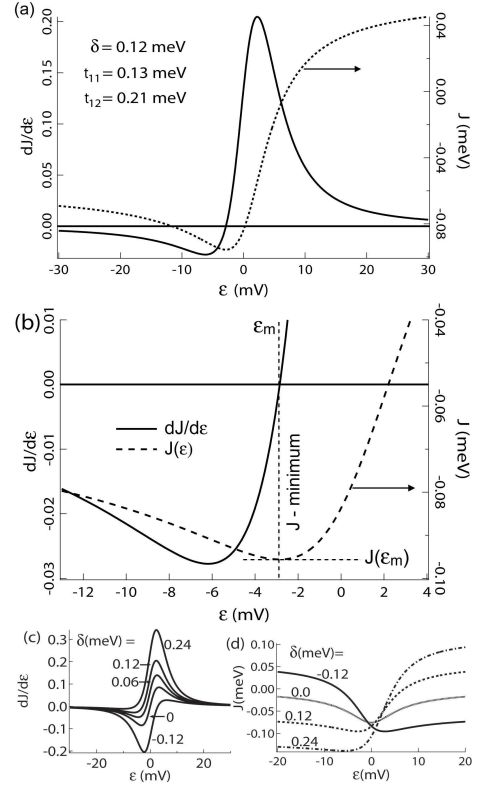 (a)
δ = 0.12 meV
t11 = 0.13 meV
t12 = 0.21 meV
0.20
0.15
0.10
0.05
0.00
dJ/dε
0.04
0.00
-0.04
-0.08
J (meV)
-30 -20 -10 0 10 20 30
ε (mV)
(b)
εm
0.01
0.00
-0.01
-0.02
-0.03
dJ/dε
dJ/dε
J(ε)
J - minimum
J(εm)
-0.04
-0.06
-0.08
-0.10
J (meV)
-12 -10 -8 -6 -4 -2 0 2 4
ε (mV)
(c)
δ(meV) =
0.24
0.12
0.06
0
-0.12
0.3
0.2
0.1
0.0
-0.1
-0.2
dJ/dε
-20 0 20
ε (mV)
(d)
δ(meV)=
-0.12
0.0
0.12
0.24
0.10
0.05
0.00
-0.05
-0.10
J(meV)
-20 -10 0 10 20
ε(mV)